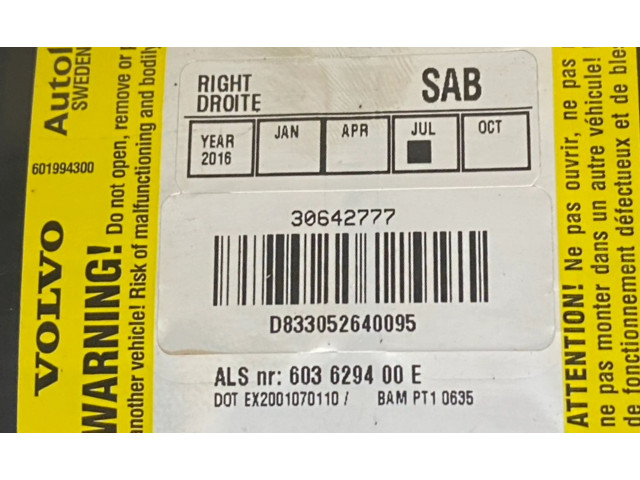 Autol
SWEDEN
601994300
VOLVO
WARNING! Do not open, remove or
another vehicle! Risk of malfunctioning and bodily
RIGHT
DROITE
SAB
YEAR
2016
JAN
APR
JUL
OCT
30642777
D833052640095
ALS nr: 603 6294 00 E
DOT EX2001070110 / BAM PT1 0635
ATTENTION! Ne pas ouvrir, ne pas
ne pas monter dans un autre véhicule!
de fonctionnement défectueux et de